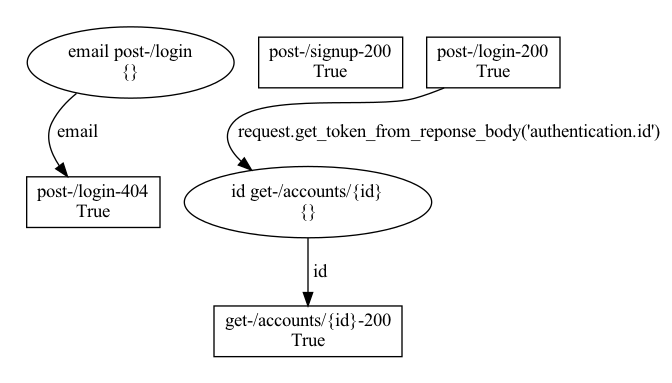 email post-/login
{}
post-/signup-200
True
post-/login-200
True
email
request.get_token_from_reponse_body('authentication.id')
post-/login-404
True
id get-/accounts/{id}
{}
id
get-/accounts/{id}-200
True